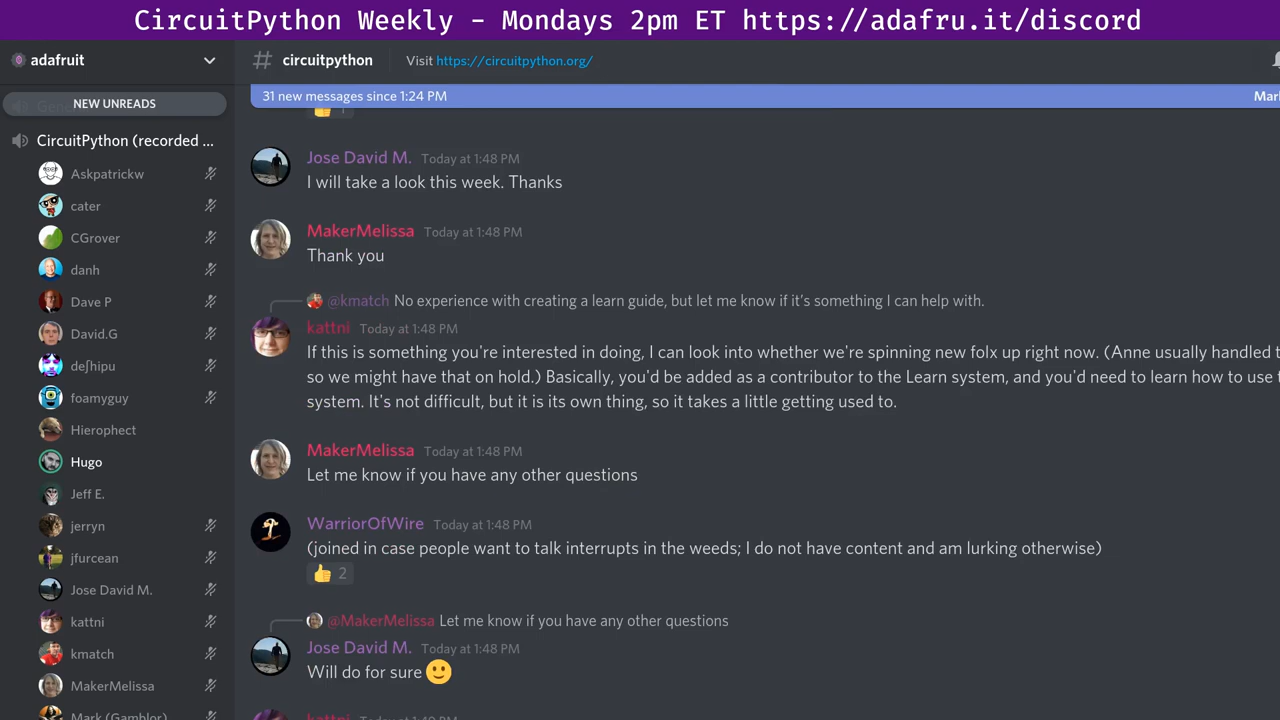 CircuitPython Weekly - Mondays 2pm ET https://adafru.it/discord
adafruit
# circuitpython
Visit https://circuitpython.org/
NEW UNREADS
31 new messages since 1:24 PM
CircuitPython (recorded ...
Askpatrickw
cater
CGrover
danh
Dave P
David.G
deʃhipu
foamyguy
Hierophect
Hugo
Jeff E.
jerryn
jfurcean
Jose David M.
kattni
kmatch
MakerMelissa
Mark (Gamblor)
1
Jose David M. Today at 1:48 PM
I will take a look this week. Thanks
MakerMelissa Today at 1:48 PM
Thank you
@kmatch No experience with creating a learn guide, but let me know if it’s something I can help with.
kattni Today at 1:48 PM
If this is something you're interested in doing, I can look into whether we're spinning new folx up right now. (Anne usually handled
so we might have that on hold.) Basically, you'd be added as a contributor to the Learn system, and you'd need to learn how to use
system. It's not difficult, but it is its own thing, so it takes a little getting used to.
MakerMelissa Today at 1:48 PM
Let me know if you have any other questions
WarriorOfWire Today at 1:48 PM
(joined in case people want to talk interrupts in the weeds; I do not have content and am lurking otherwise)
👍 2
@MakerMelissa Let me know if you have any other questions
Jose David M. Today at 1:48 PM
Will do for sure 🙂